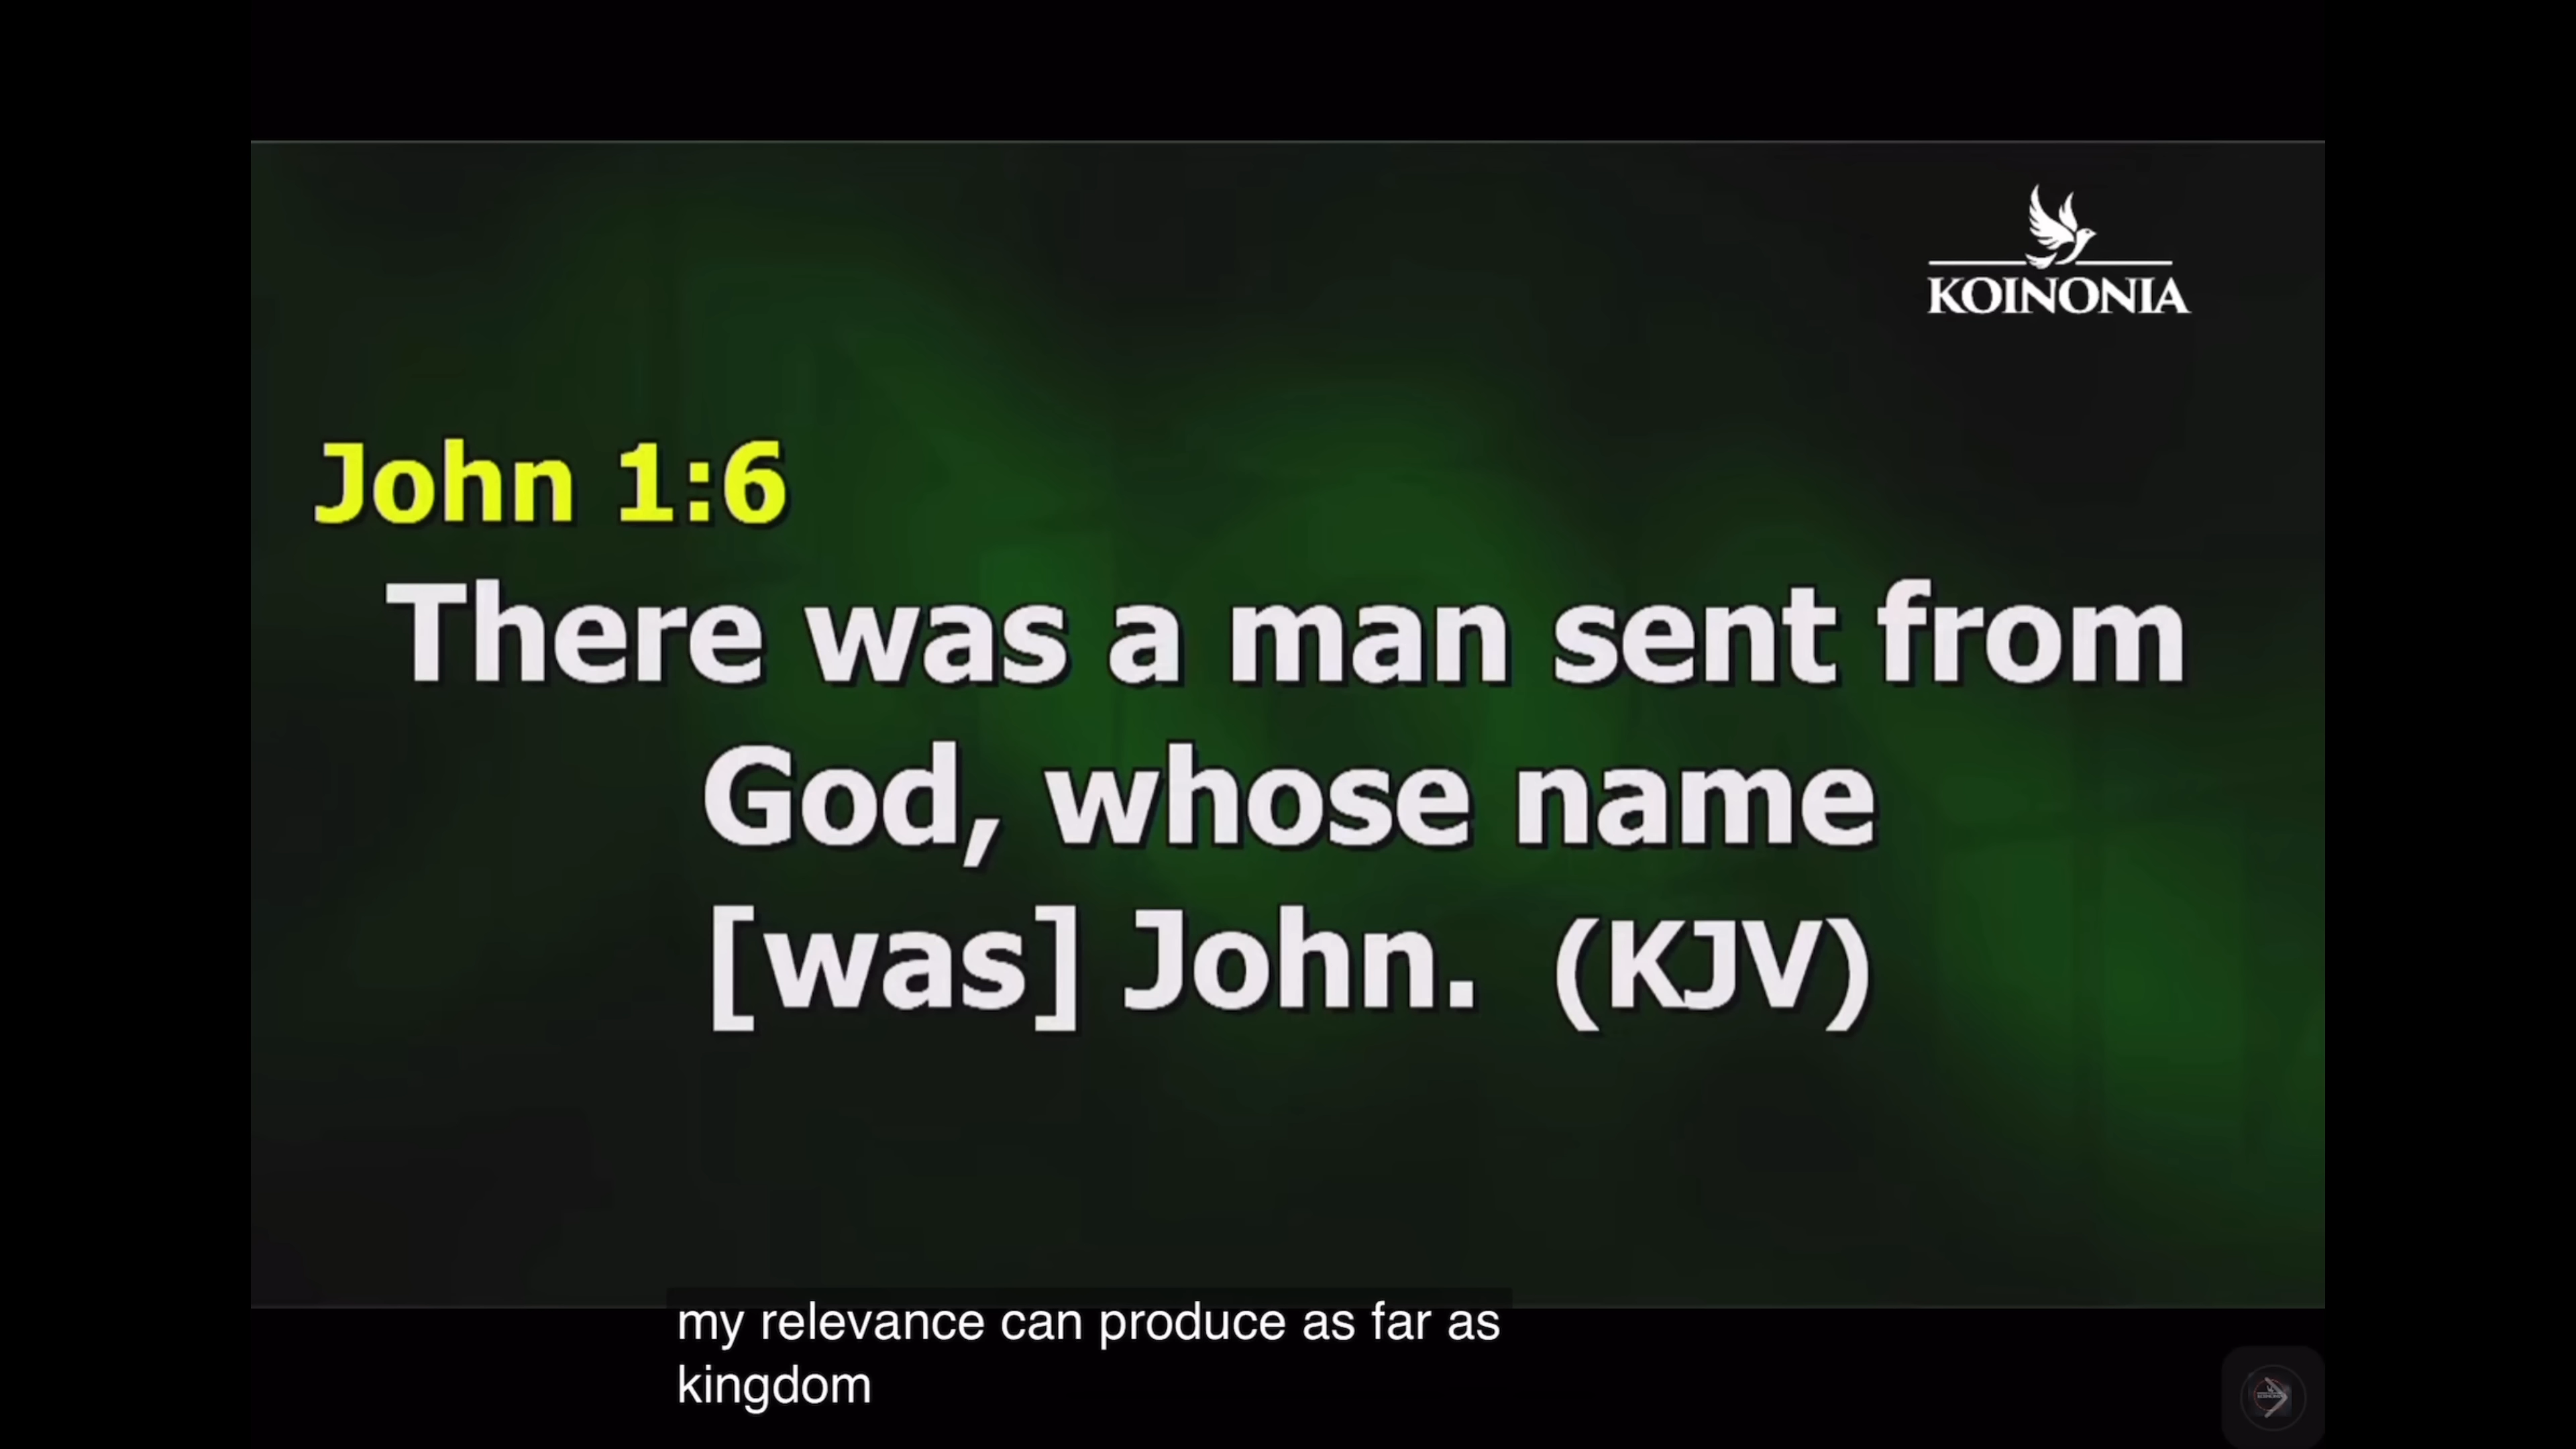 KOINONIA
John 1:6
There was a man sent from
God, whose name
[was] John. (KJV)
my relevance can produce as far as
kingdom